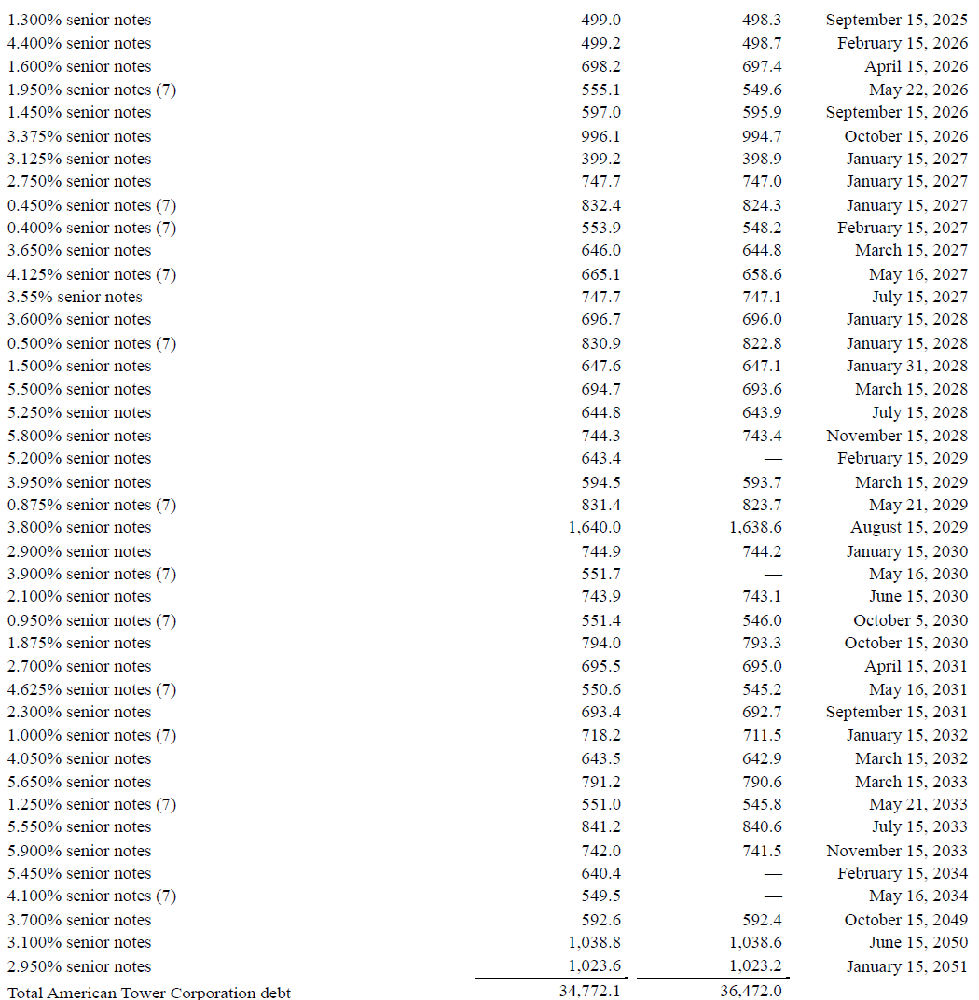 1.300% senior notes 499.0 498.3 September 15, 2025
4.400% senior notes 499.2 498.7 February 15, 2026
1.600% senior notes 698.2 697.4 April 15, 2026
1.950% senior notes (7) 555.1 549.6 May 22, 2026
1.450% senior notes 597.0 595.9 September 15, 2026
3.375% senior notes 996.1 994.7 October 15, 2026
3.125% senior notes 399.2 398.9 January 15, 2027
2.750% senior notes 747.7 747.0 January 15, 2027
0.450% senior notes (7) 832.4 824.3 January 15, 2027
0.400% senior notes (7) 553.9 548.2 February 15, 2027
3.650% senior notes 646.0 644.8 March 15, 2027
4.125% senior notes (7) 665.1 658.6 May 16, 2027
3.55% senior notes 747.7 747.1 July 15, 2027
3.600% senior notes 696.7 696.0 January 15, 2028
0.500% senior notes (7) 830.9 822.8 January 15, 2028
1.500% senior notes 647.6 647.1 January 31, 2028
5.500% senior notes 694.7 693.6 March 15, 2028
5.250% senior notes 644.8 643.9 July 15, 2028
5.800% senior notes 744.3 743.4 November 15, 2028
5.200% senior notes 643.4 — February 15, 2029
3.950% senior notes 594.5 593.7 March 15, 2029
0.875% senior notes (7) 831.4 823.7 May 21, 2029
3.800% senior notes 1,640.0 1,638.6 August 15, 2029
2.900% senior notes 744.9 744.2 January 15, 2030
3.900% senior notes (7) 551.7 — May 16, 2030
2.100% senior notes 743.9 743.1 June 15, 2030
0.950% senior notes (7) 551.4 546.0 October 5, 2030
1.875% senior notes 794.0 793.3 October 15, 2030
2.700% senior notes 695.5 695.0 April 15, 2031
4.625% senior notes (7) 550.6 545.2 May 16, 2031
2.300% senior notes 693.4 692.7 September 15, 2031
1.000% senior notes (7) 718.2 711.5 January 15, 2032
4.050% senior notes 643.5 642.9 March 15, 2032
5.650% senior notes 791.2 790.6 March 15, 2033
1.250% senior notes (7) 551.0 545.8 May 21, 2033
5.550% senior notes 841.2 840.6 July 15, 2033
5.900% senior notes 742.0 741.5 November 15, 2033
5.450% senior notes 640.4 — February 15, 2034
4.100% senior notes (7) 549.5 — May 16, 2034
3.700% senior notes 592.6 592.4 October 15, 2049
3.100% senior notes 1,038.8 1,038.6 June 15, 2050
2.950% senior notes 1,023.6 1,023.2 January 15, 2051
Total American Tower Corporation debt 34,772.1 36,472.0